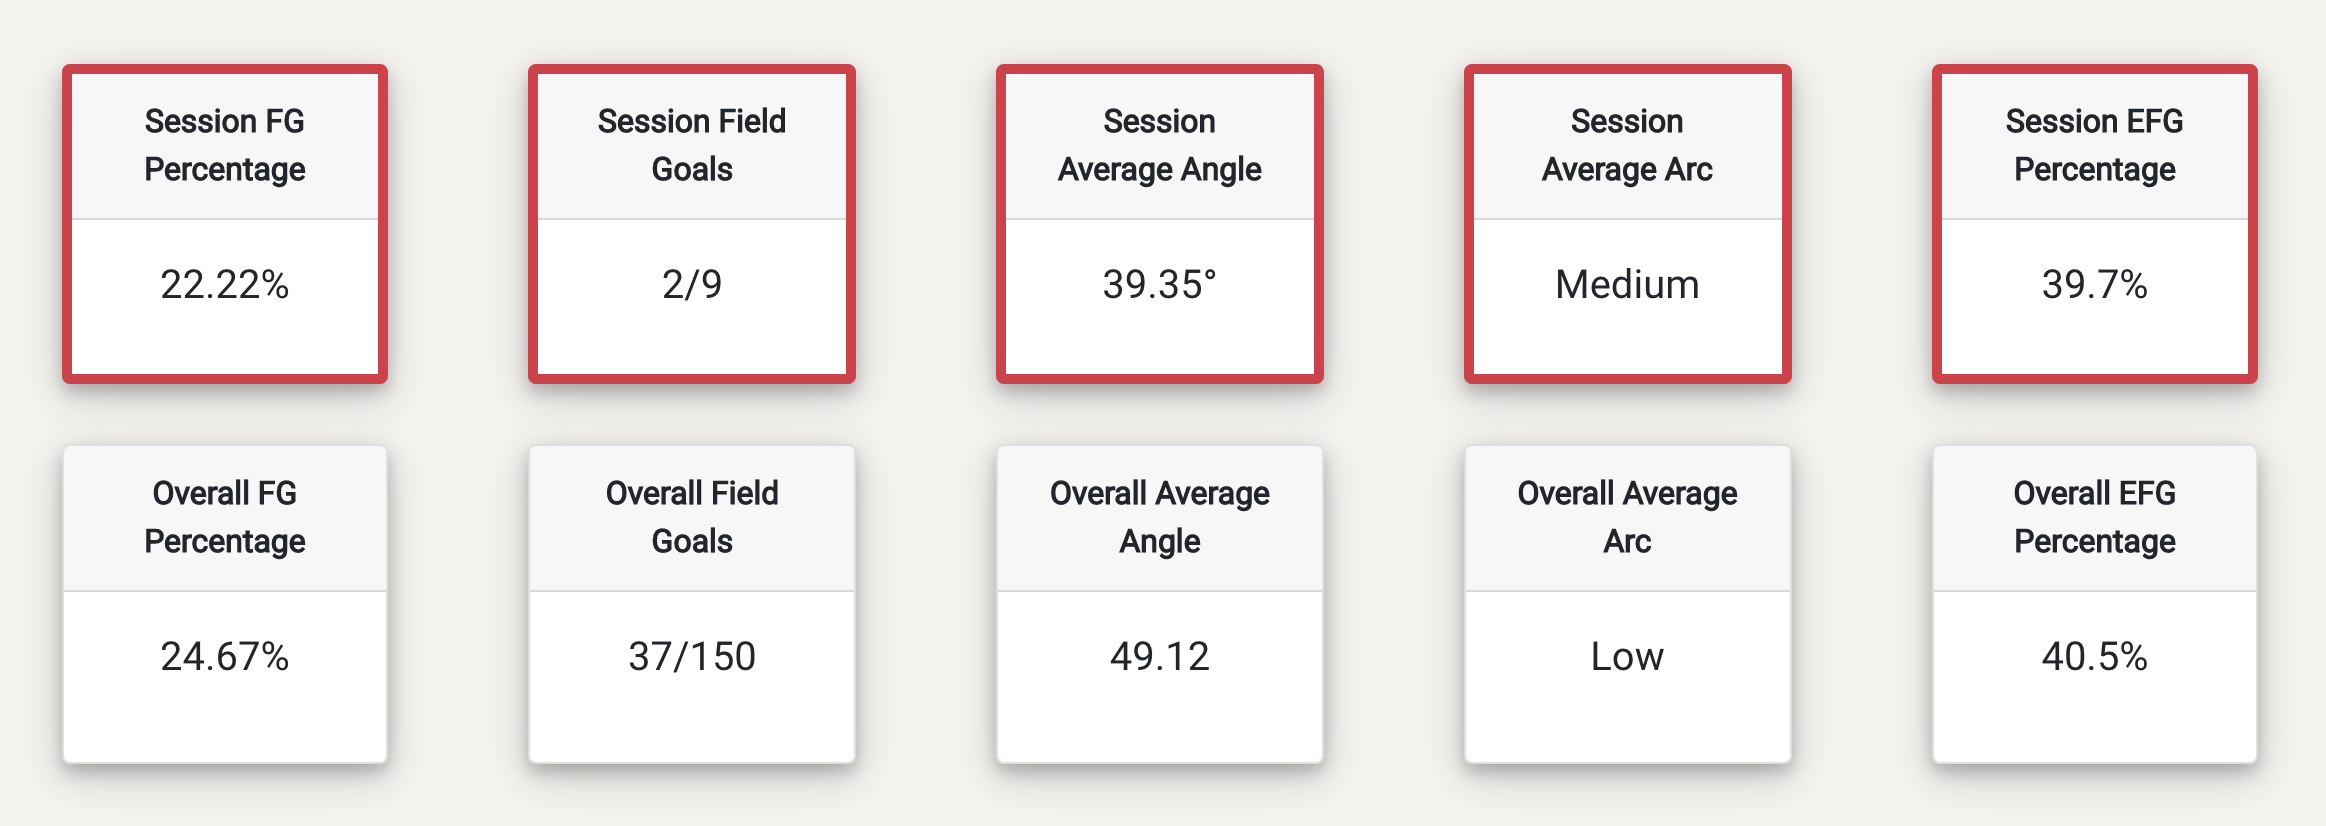 Session FG
Percentage
22.22%
Session Field
Goals
2/9
Session
Average Angle
39.35°
Session
Average Arc
Medium
Session EFG
Percentage
39.7%
Overall FG
Percentage
24.67%
Overall Field
Goals
37/150
Overall Average
Angle
49.12
Overall Average
Arc
Low
Overall EFG
Percentage
40.5%